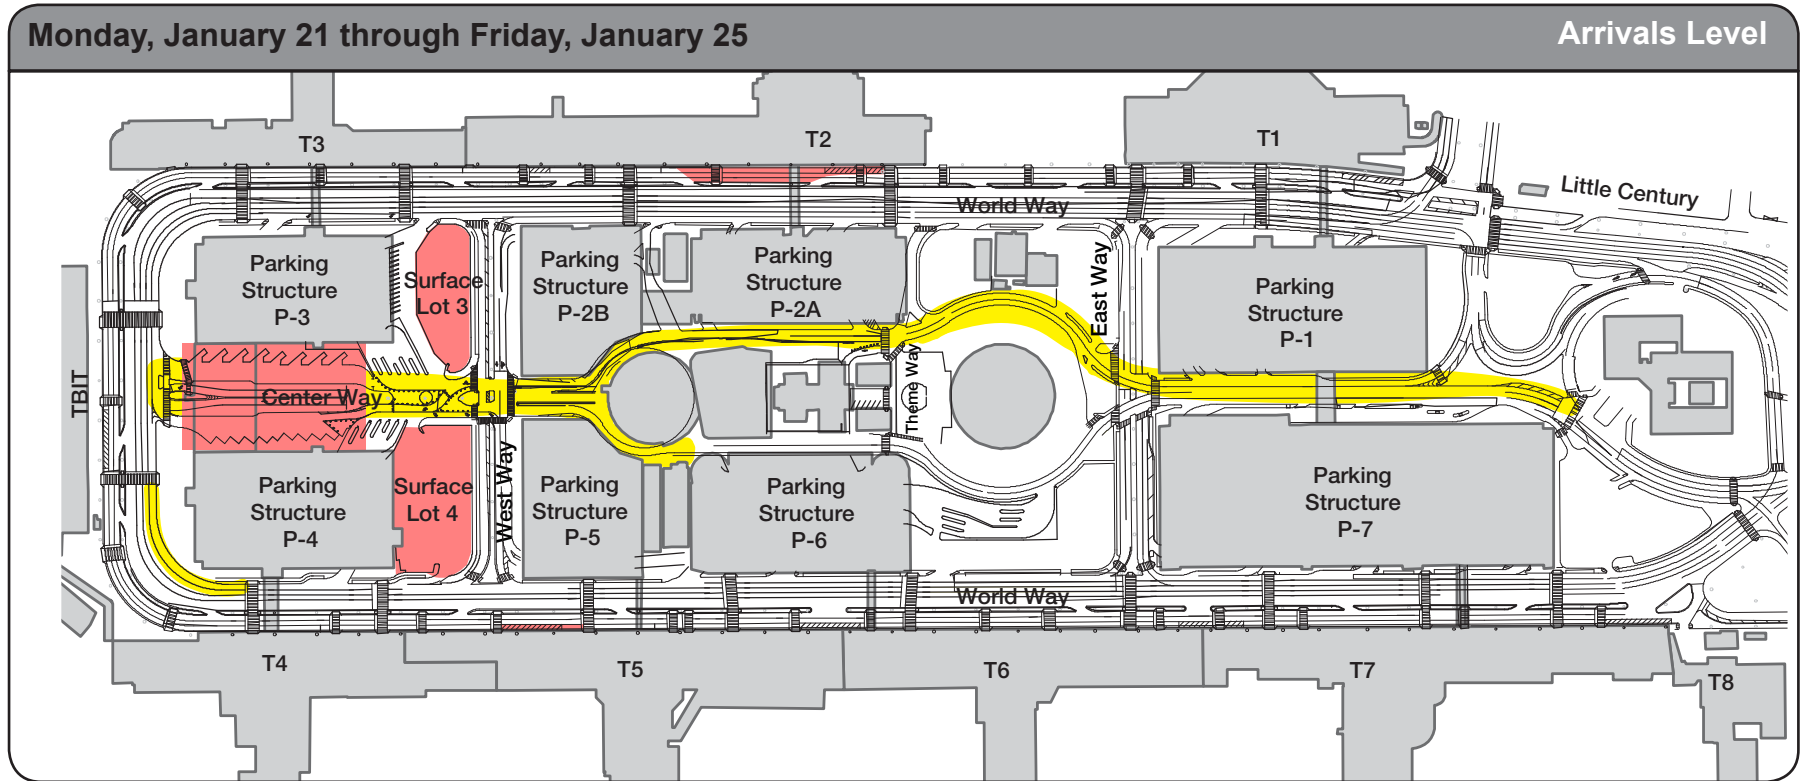 Monday, January 21 through Friday, January 25
Arrivals Level
T3
T2
T1
Little Century
World Way
Parking
Structure
P-3
Surface
Lot 3
Parking
Structure
P-2B
Parking
Structure
P-2A
East Way
Parking
Structure
P-1
TBIT
Center Way
Theme Way
Parking
Structure
P-4
Surface
Lot 4
West Way
Parking
Structure
P-5
Parking
Structure
P-6
Parking
Structure
P-7
World Way
T4
T5
T6
T7
T8